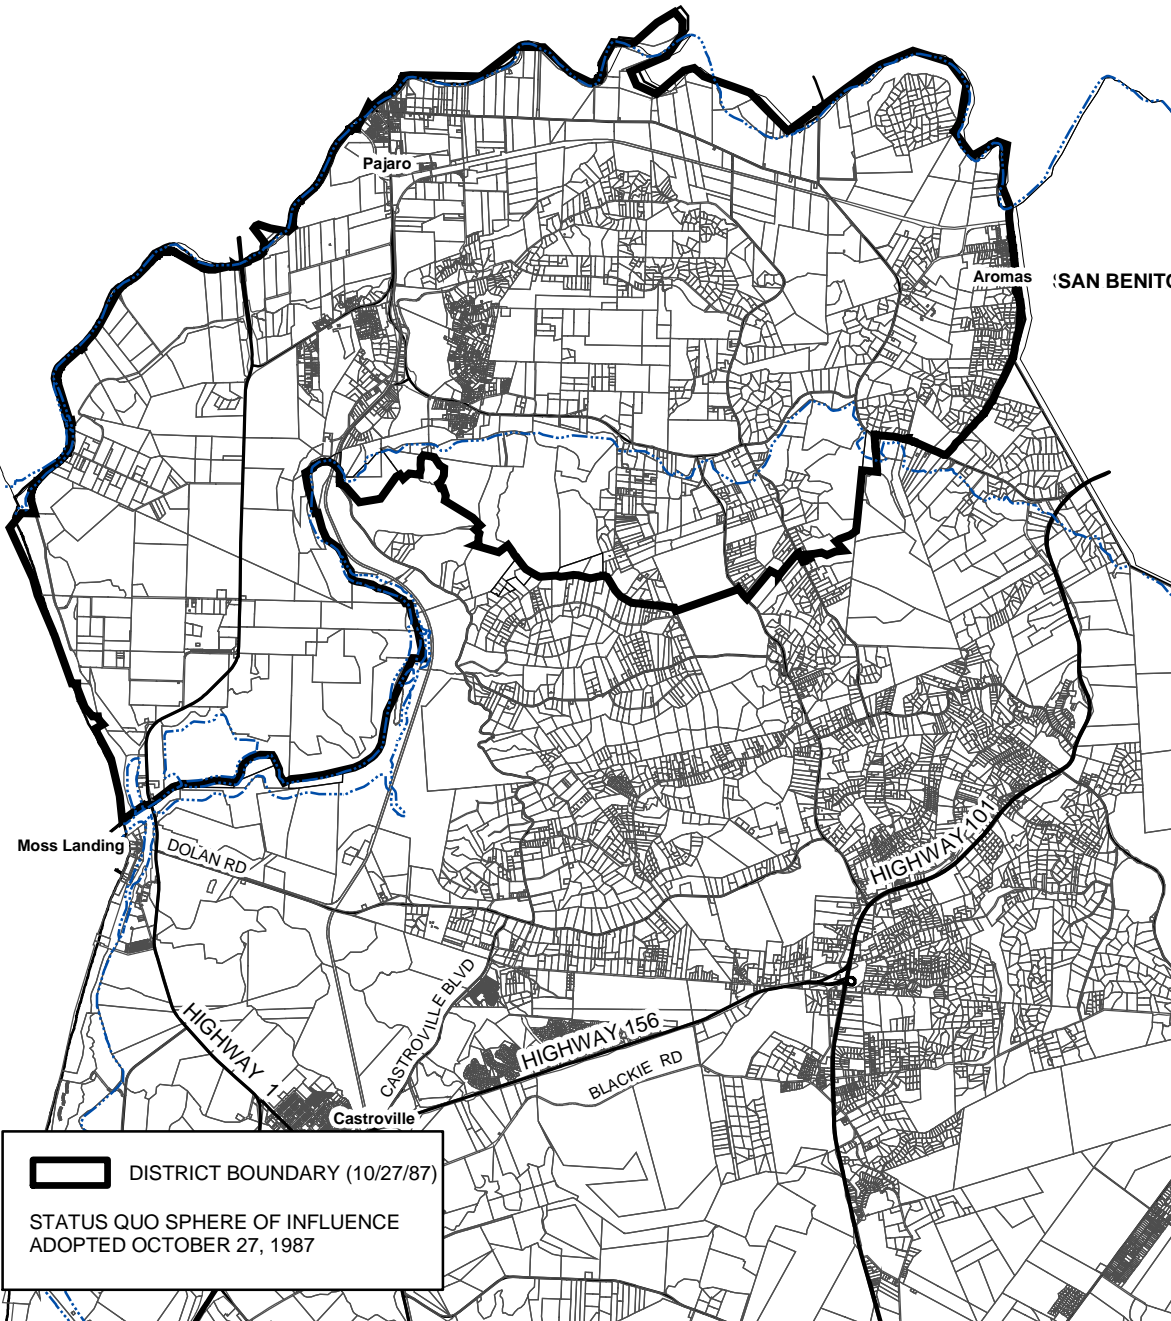 Pajaro
Aromas
SAN BENITO
Moss Landing
DOLAN RD
HIGHWAY 101
CASTROVILLE BLVD
HIGHWAY 1
HIGHWAY 156
BLACKIE RD
Castroville
DISTRICT BOUNDARY (10/27/87)
STATUS QUO SPHERE OF INFLUENCE
ADOPTED OCTOBER 27, 1987